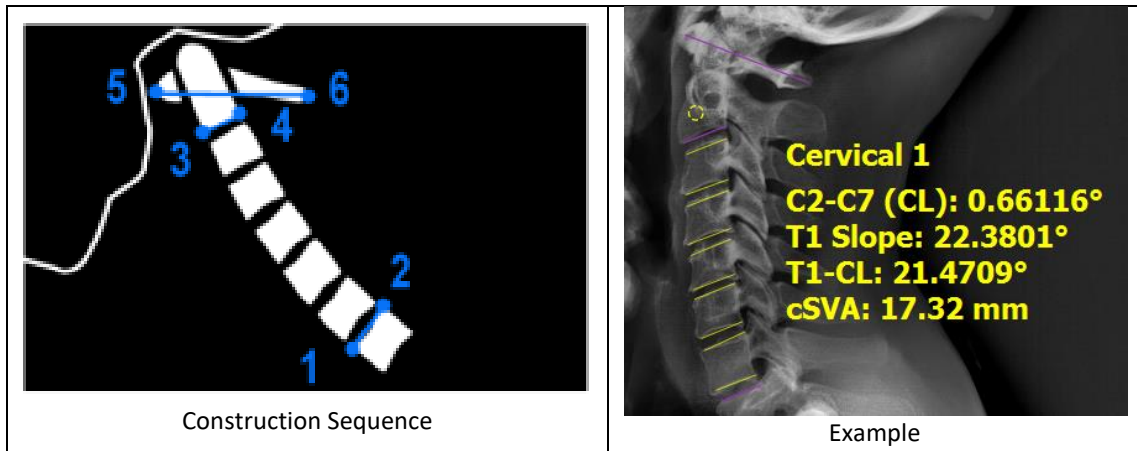 5
6
4
3
2
1
Construction Sequence
Cervical 1
C2-C7 (CL): 0.66116°
T1 Slope: 22.3801°
T1-CL: 21.4709°
cSVA: 17.32 mm
Example